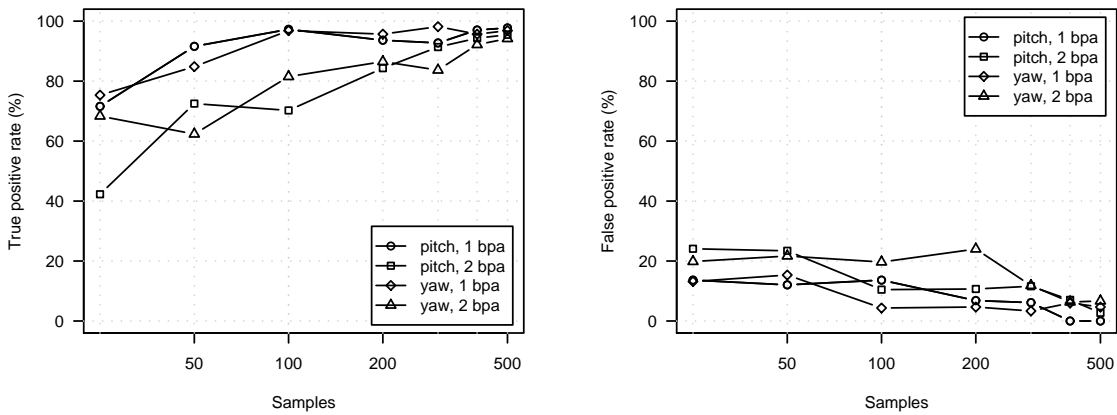 100
80
60
40
20
0
True positive rate (%)
pitch, 1 bpa
pitch, 2 bpa
yaw, 1 bpa
yaw, 2 bpa
50 100 200 500
Samples
100
80
60
40
20
0
False positive rate (%)
pitch, 1 bpa
pitch, 2 bpa
yaw, 1 bpa
yaw, 2 bpa
50 100 200 500
Samples